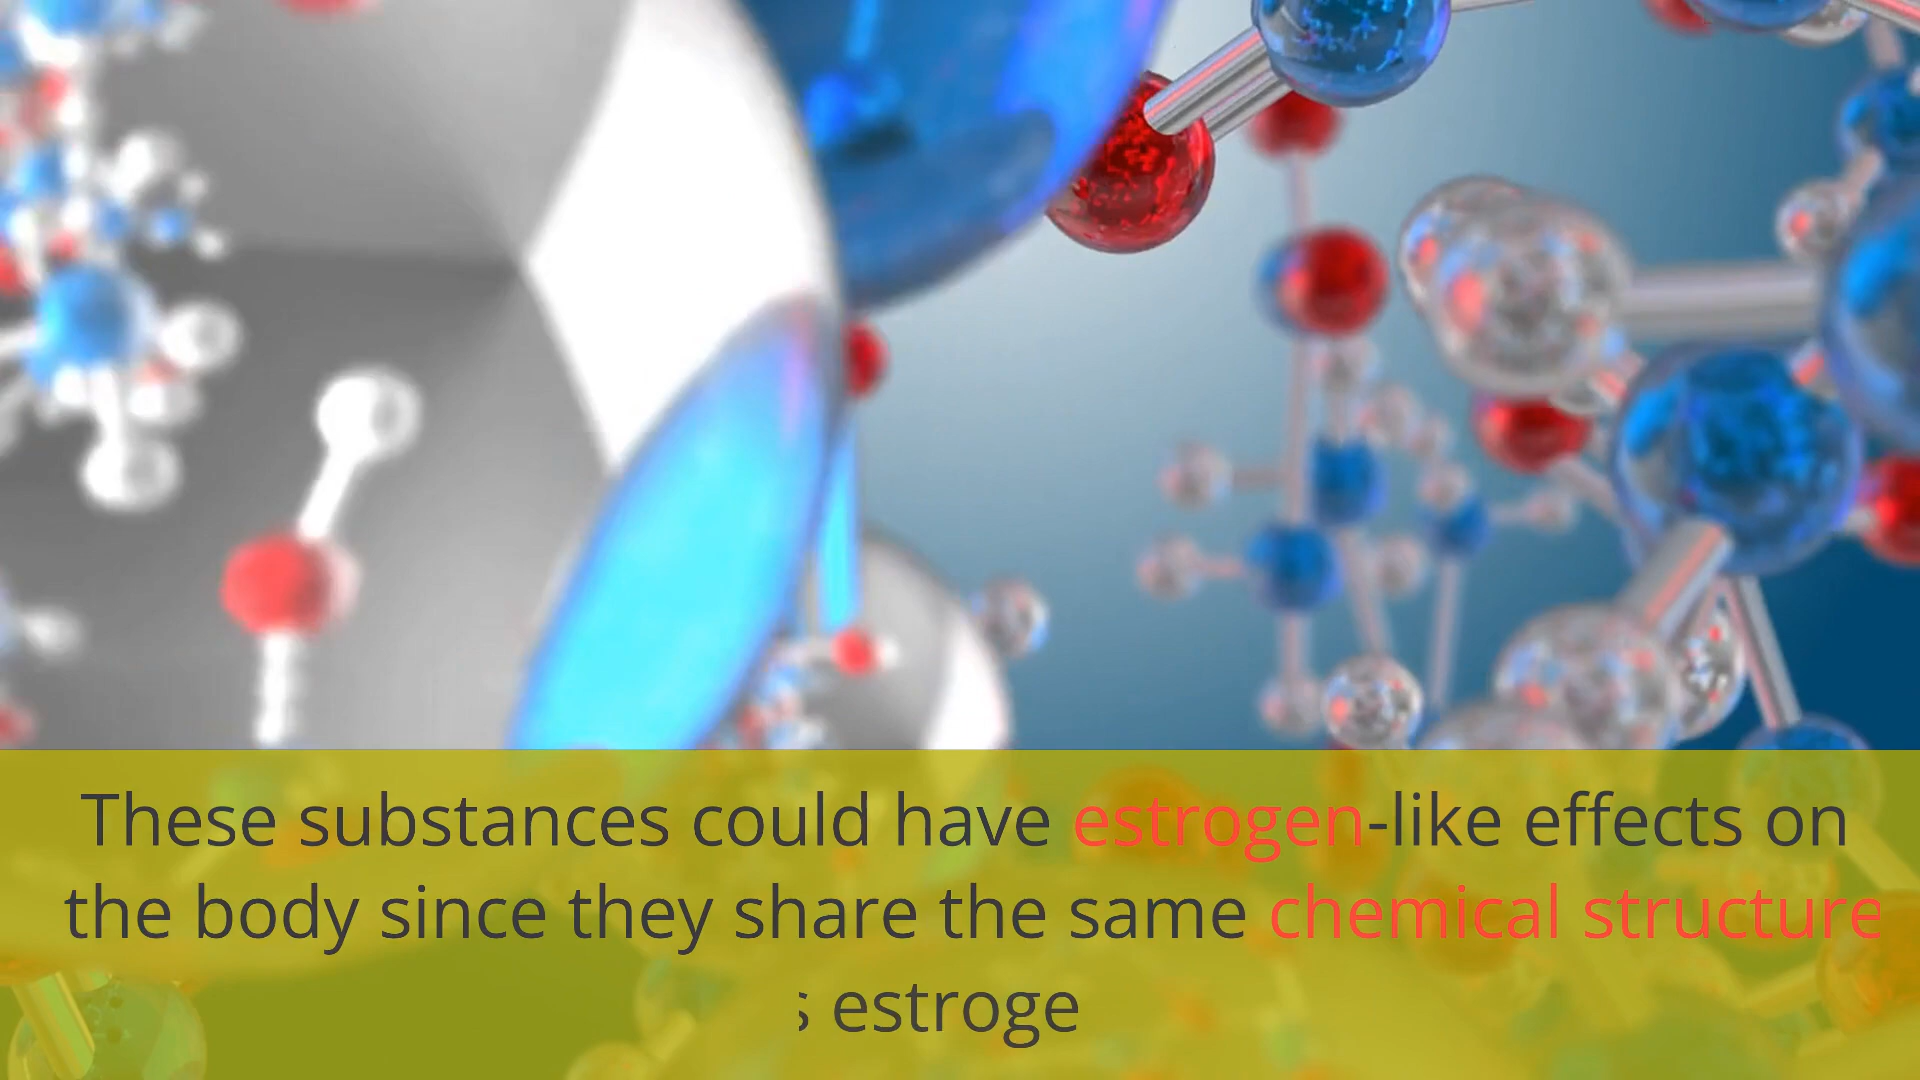 These substances could have estrogen-like effects on
the body since they share the same chemical structure
s estroge